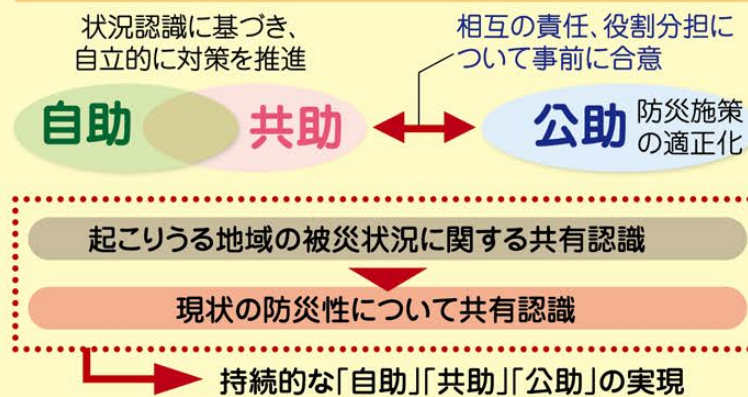 状況認識に基づき、
自立的に対策を推進
相互の責任、役割分担に
ついて事前に合意
自助
共助
公助
防災施策
の適正化
起こりうる地域の被災状況に関する共有認識
現状の防災性について共有認識
持続的な「自助」「共助」「公助」の実現